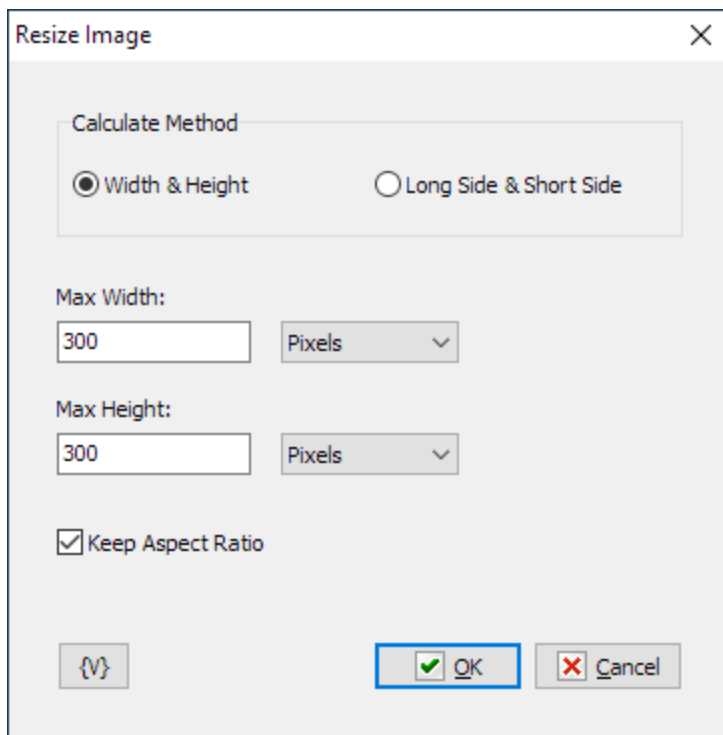 Resize Image
Calculate Method
Width & Height
Long Side & Short Side
Max Width:
300
Pixels
Max Height:
300
Pixels
Keep Aspect Ratio
{V}
OK
Cancel